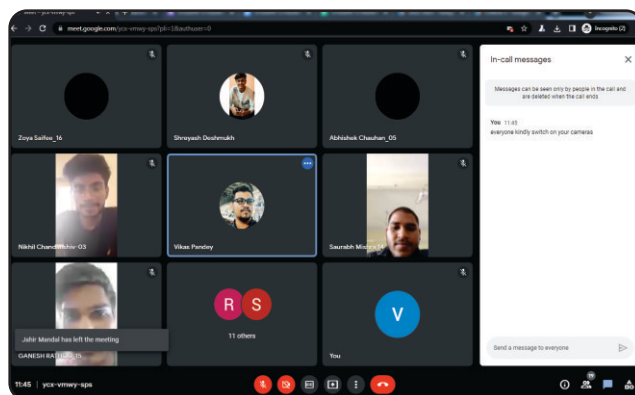 meet.google.com/ycx-vmwy-sps?pli=1&authuser=0
Incognito (2)
Zoya Saifee_16
Shreyash Deshmukh
Abhishek Chauhan_05
Vikas Pandey
R S
11 others
V
You
Jahir Mandal has left the meeting
In-call messages
Messages can be seen only by people in the call and
are deleted when the call ends
You 11:45
everyone kindly switch on your cameras
Send a message to everyone
11:45 | ycx-vmwy-sps
19